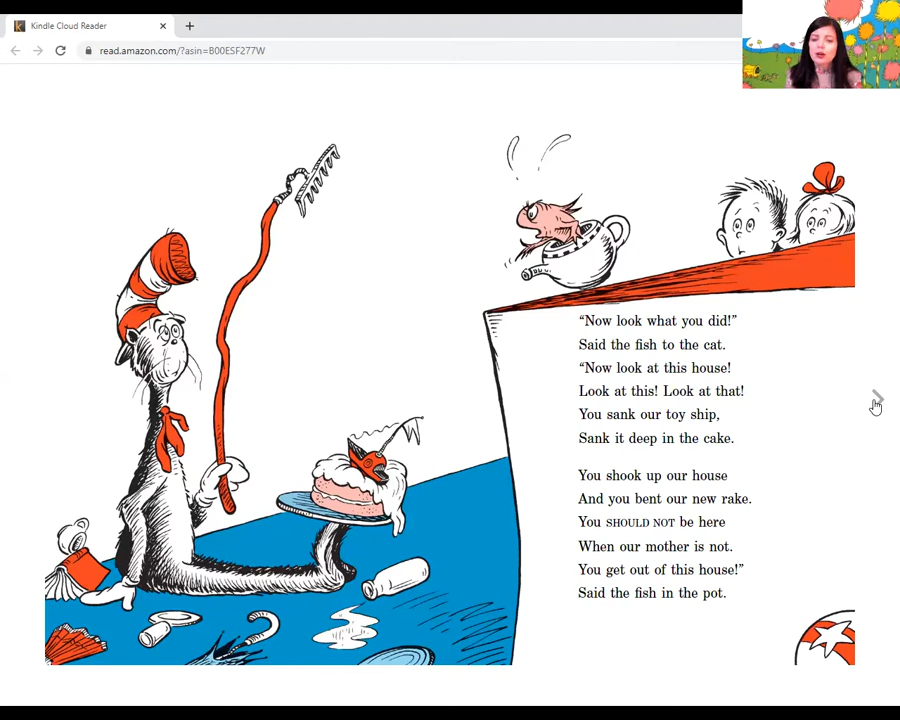 Kindle Cloud Reader
read.amazon.com/?asin=B00ESF277W
“Now look what you did!”
Said the fish to the cat.
“Now look at this house!
Look at this! Look at that!
You sank our toy ship,
Sank it deep in the cake.
You shook up our house
And you bent our new rake.
You SHOULD NOT be here
When our mother is not.
You get out of this house!”
Said the fish in the pot.